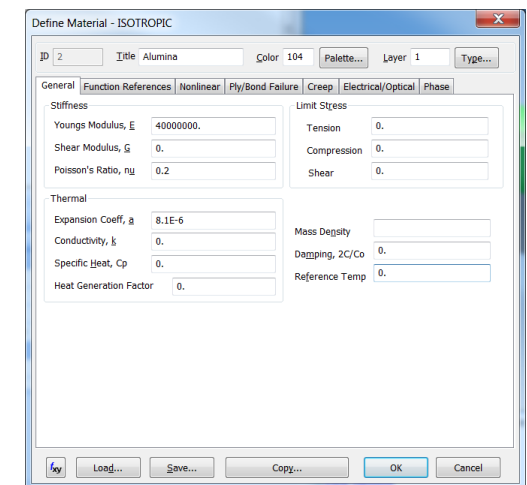 Define Material - ISOTROPIC
X
ID 2 Title Alumina Color 104 Palette... Layer 1 Type...
General Function References Nonlinear Ply/Bond Failure Creep Electrical/Optical Phase
Stiffness
Youngs Modulus, E 40000000.
Shear Modulus, G 0.
Poisson's Ratio, nu 0.2
Limit Stress
Tension 0.
Compression 0.
Shear 0.
Thermal
Expansion Coeff, a 8.1E-6
Conductivity, k 0.
Specific Heat, Cp 0.
Heat Generation Factor 0.
Mass Density
Damping, 2C/Co 0.
Reference Temp 0.
fxy Load... Save... Copy... OK Cancel